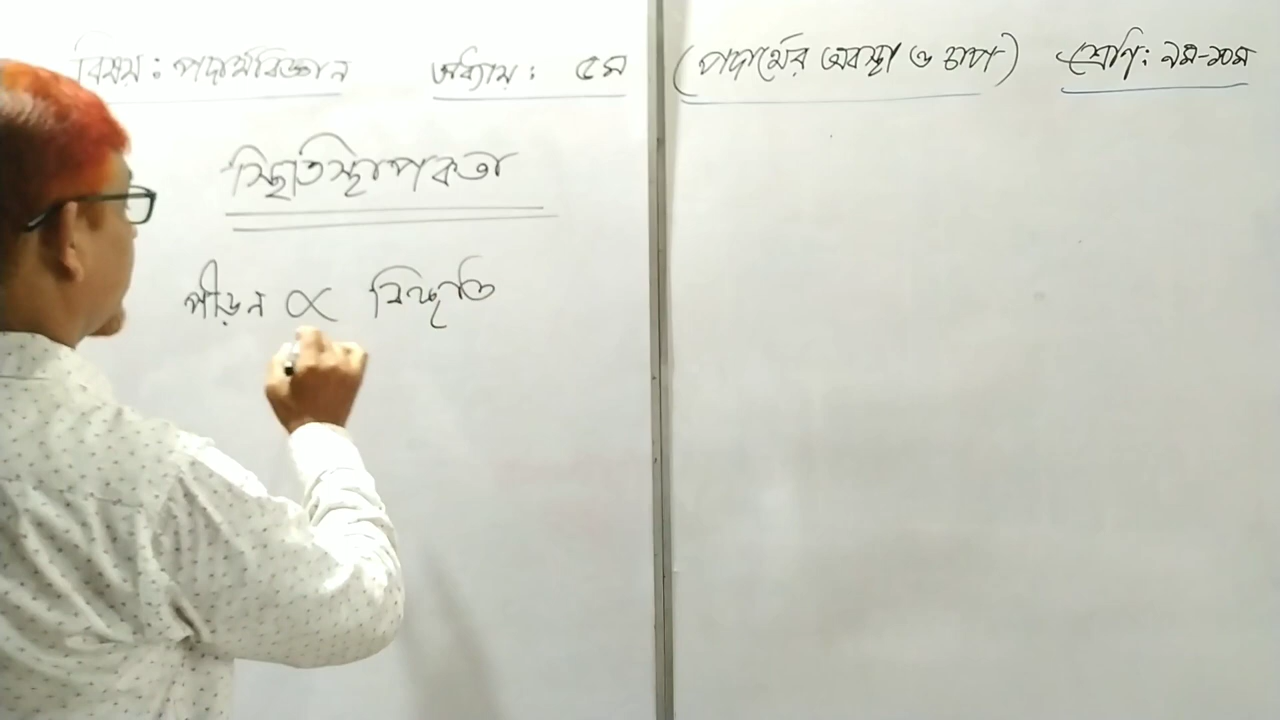 বিষয়: পদার্থবিজ্ঞান অধ্যায়: ৫ম (পদার্থের অবস্থা ও চাপ) শ্রেণি: ৯ম-১০ম
স্থিতিস্থাপকতা
পীড়ন ∝ বিকৃতি